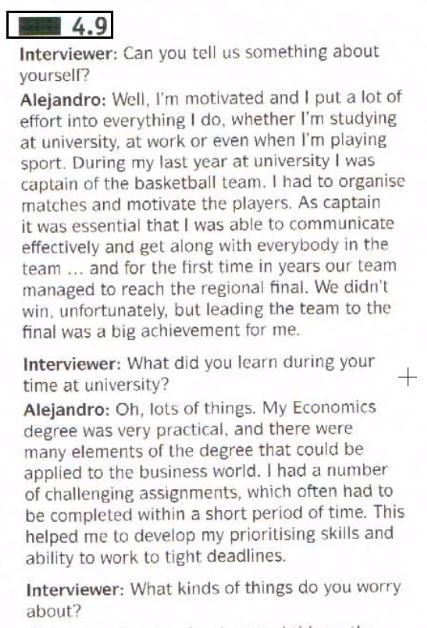 4.9
Interviewer: Can you tell us something about
yourself?
Alejandro: Well, I'm motivated and I put a lot of
effort into everything I do, whether I'm studying
at university, at work or even when I'm playing
sport. During my last year at university I was
captain of the basketball team. I had to organise
matches and motivate the players. As captain
it was essential that I was able to communicate
effectively and get along with everybody in the
team ... and for the first time in years our team
managed to reach the regional final. We didn't
win, unfortunately, but leading the team to the
final was a big achievement for me.
Interviewer: What did you learn during your
time at university?
Alejandro: Oh, lots of things. My Economics
degree was very practical, and there were
many elements of the degree that could be
applied to the business world. I had a number
of challenging assignments, which often had to
be completed within a short period of time. This
helped me to develop my prioritising skills and
ability to work to tight deadlines.
Interviewer: What kinds of things do you worry
about?